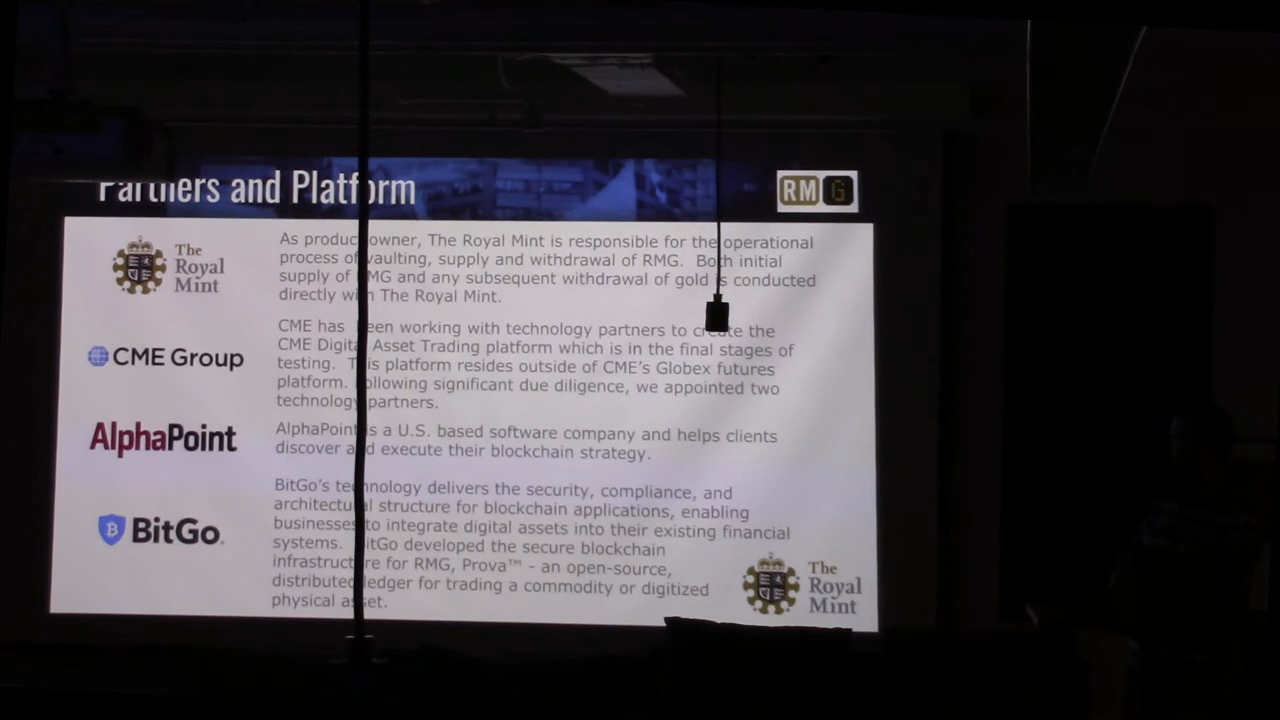 Partners and Platform
RM G
The
Royal
Mint
As product owner, The Royal Mint is responsible for the operational
process of vaulting, supply and withdrawal of RMG. Both initial
supply of RMG and any subsequent withdrawal of gold is conducted
directly with The Royal Mint.
CME Group
CME has been working with technology partners to create the
CME Digital Asset Trading platform which is in the final stages of
testing. This platform resides outside of CME's Globex futures
platform. Following significant due diligence, we appointed two
technology partners.
AlphaPoint
AlphaPoint is a U.S. based software company and helps clients
discover and execute their blockchain strategy.
BitGo
BitGo's technology delivers the security, compliance, and
architectural structure for blockchain applications, enabling
businesses to integrate digital assets into their existing financial
systems. BitGo developed the secure blockchain
infrastructure for RMG, Prova™ - an open-source,
distributed ledger for trading a commodity or digitized
physical asset.
The
Royal
Mint